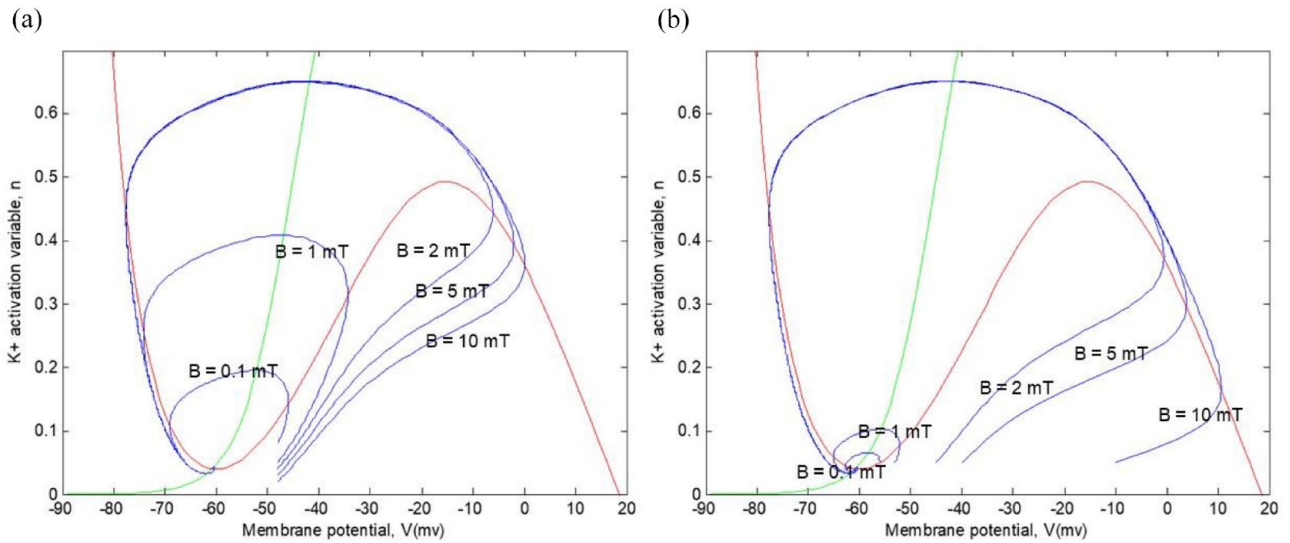 (a)
K+ activation variable, n
0.6
0.5
0.4
0.3
0.2
0.1
0
B = 1 mT
B = 2 mT
B = 5 mT
B = 10 mT
B = 0.1 mT
-90 -80 -70 -60 -50 -40 -30 -20 -10 0 10 20
Membrane potential, V(mv)
(b)
K+ activation variable, n
0.6
0.5
0.4
0.3
0.2
0.1
0
B = 5 mT
B = 2 mT
B = 10 mT
B = 1 mT
B = 0.1 mT
-90 -80 -70 -60 -50 -40 -30 -20 -10 0 10 20
Membrane potential, V(mv)